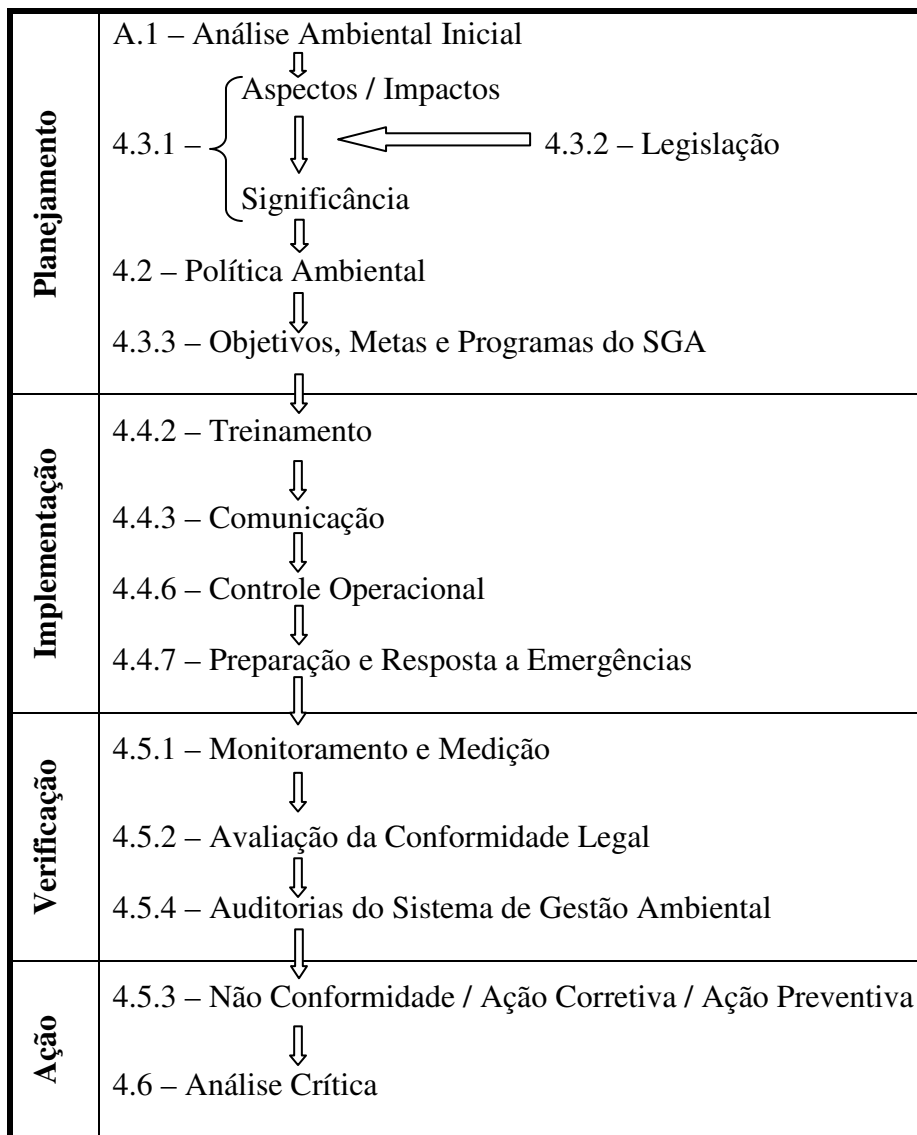 Planejamento
A.1 – Análise Ambiental Inicial
Aspectos / Impactos
4.3.1 –
4.3.2 – Legislação
Significância
4.2 – Política Ambiental
4.3.3 – Objetivos, Metas e Programas do SGA
Implementação
4.4.2 – Treinamento
4.4.3 – Comunicação
4.4.6 – Controle Operacional
4.4.7 – Preparação e Resposta a Emergências
Verificação
4.5.1 – Monitoramento e Medição
4.5.2 – Avaliação da Conformidade Legal
4.5.4 – Auditorias do Sistema de Gestão Ambiental
Ação
4.5.3 – Não Conformidade / Ação Corretiva / Ação Preventiva
4.6 – Análise Crítica